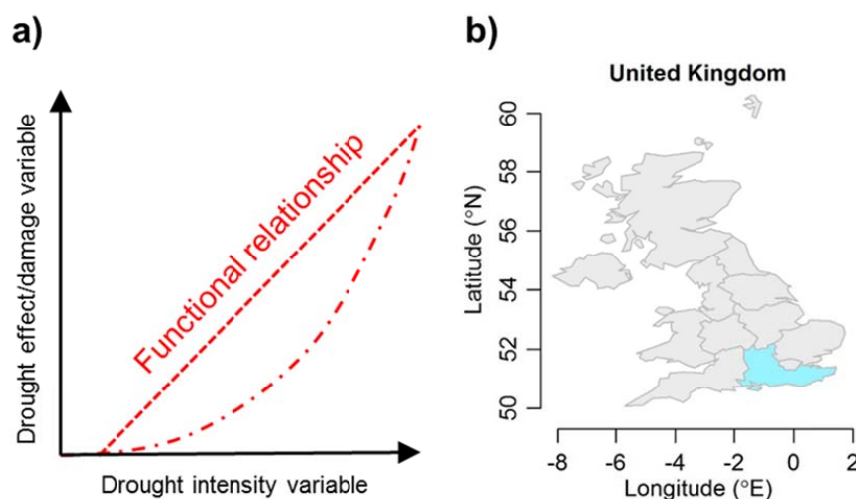 a)
Drought effect/damage variable
Functional relationship
Drought intensity variable
b)
United Kingdom
Latitude (°N)
60
58
56
54
52
50
-8 -6 -4 -2 0 2
Longitude (°E)